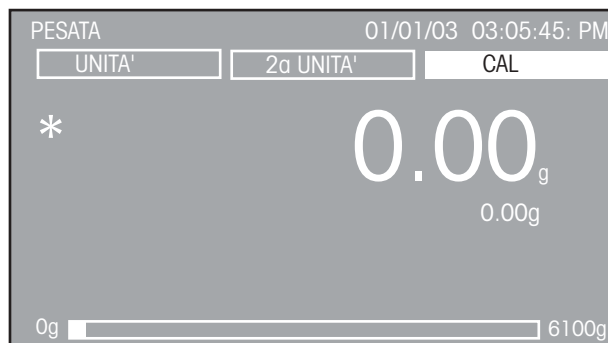 PESATA 01/01/03 03:05:45: PM
UNITA' 2a UNITA' CAL
* 0.00g
0.00g
0g 6100g